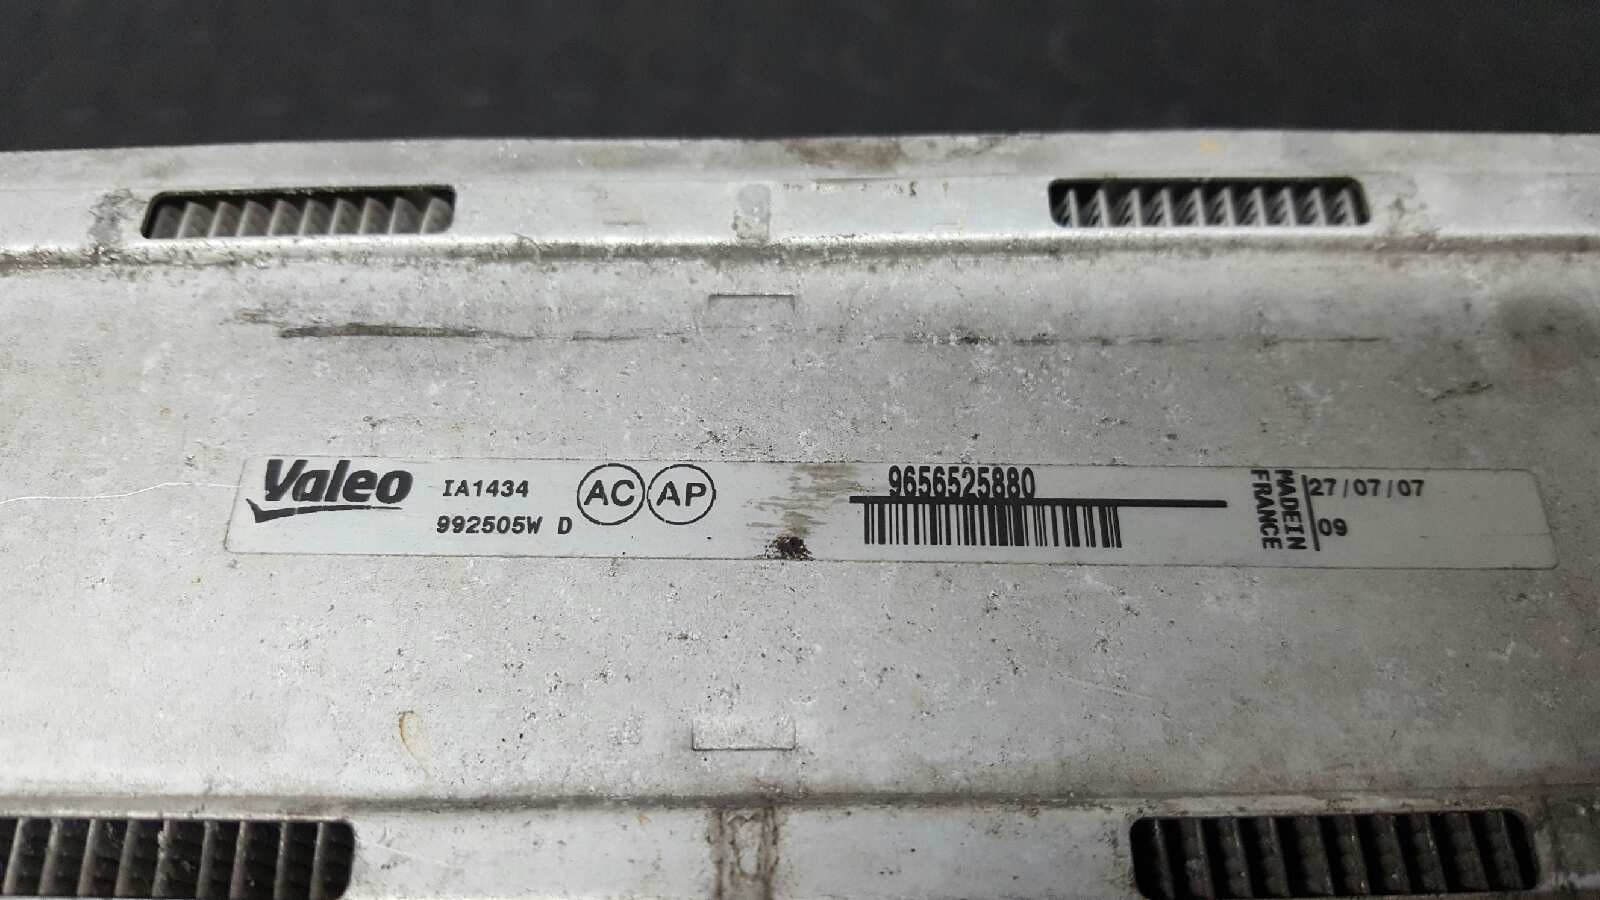 Valeo IA1434 AC AP
992505W D
9656525880
MADE IN
FRANCE
27/07/07
09